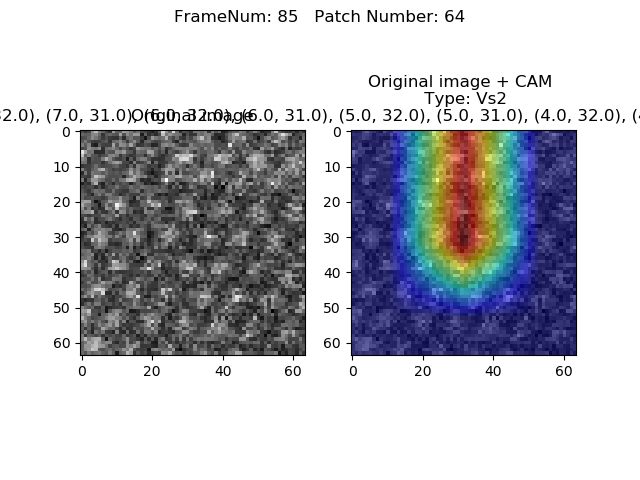 FrameNum: 85   Patch Number: 64
Original image + CAM
Type: Vs2
32.0), (7.0, 31.0), (6.0, 32.0), (6.0, 31.0), (5.0, 32.0), (5.0, 31.0), (4.0, 32.0), (4
Original image
0
10
20
30
40
50
60
0 20 40 60
0
10
20
30
40
50
60
0 20 40 60